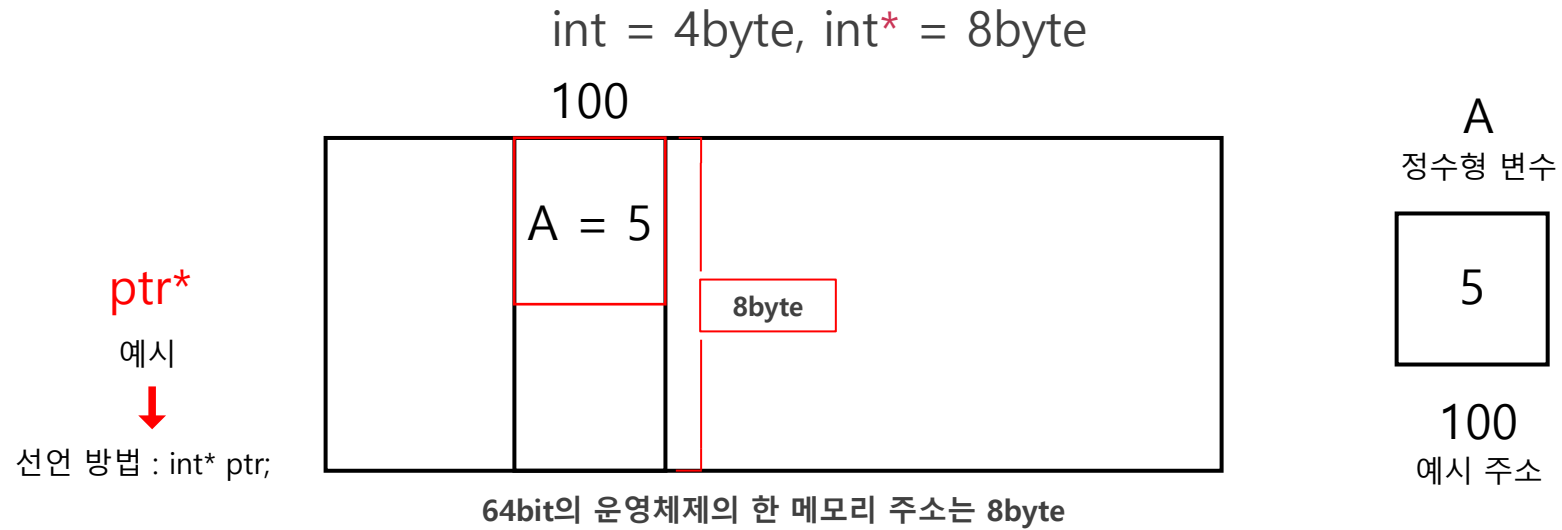 int = 4byte, int* = 8byte
100
A = 5
8byte
ptr*
예시
선언 방법 : int* ptr;
A
정수형 변수
5
100
예시 주소
64bit의 운영체제의 한 메모리 주소는 8byte